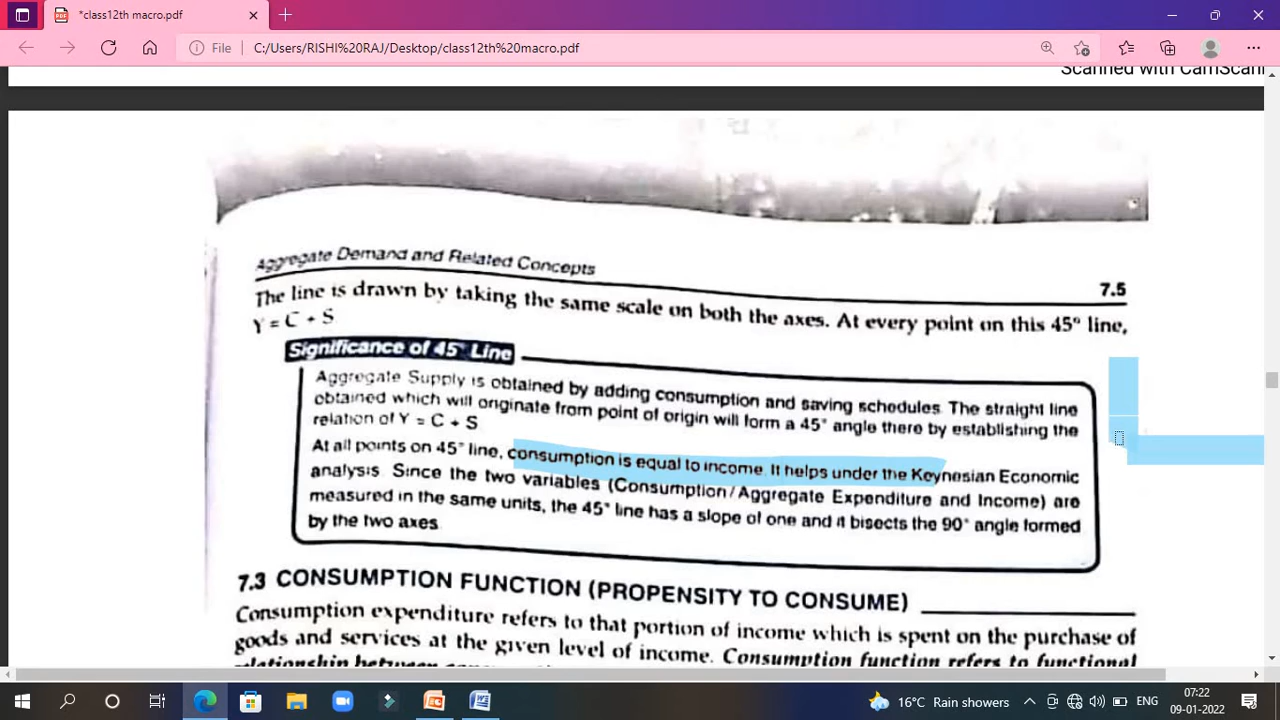 *class12th macro.pdf
File C:/Users/RISHI%20RAJ/Desktop/class12th%20macro.pdf
Scanned with CamScan
Aggregate Demand and Related Concepts
7.5
The line is drawn by taking the same scale on both the axes. At every point on this 45° line,
Y = C + S
Significance of 45° Line
Aggregate Supply is obtained by adding consumption and saving schedules. The straight line
obtained which will originate from point of origin will form a 45° angle there by establishing the
relation of Y = C + S
At all points on 45° line, consumption is equal to income. It helps under the Keynesian Economic
analysis. Since the two variables (Consumption/Aggregate Expenditure and Income) are
measured in the same units, the 45° line has a slope of one and it bisects the 90° angle formed
by the two axes
7.3 CONSUMPTION FUNCTION (PROPENSITY TO CONSUME)
Consumption expenditure refers to that portion of income which is spent on the purchase of
goods and services at the given level of income. Consumption function refers to functional
relationship between
16°C Rain showers
ENG
07:22
09-01-2022